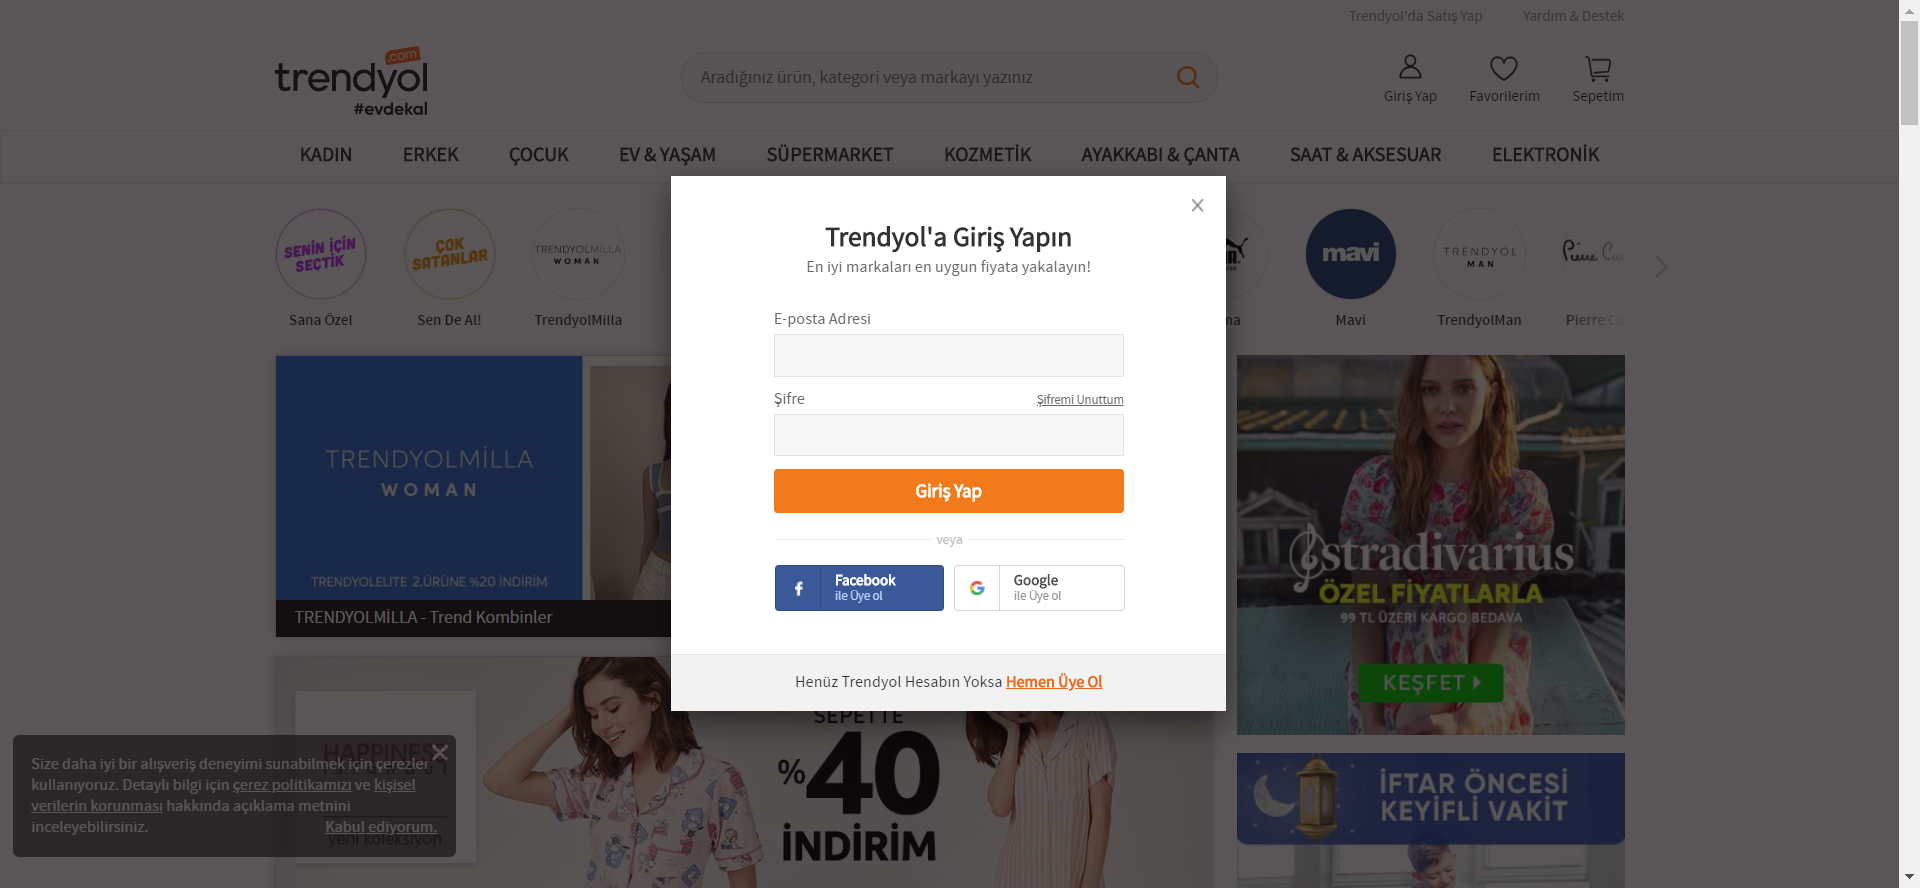 Trendyol'da Satış Yap
Yardım & Destek
.com
trendyol
#evdekal
Aradığınız ürün, kategori veya markayı yazınız
Giriş Yap
Favorilerim
Sepetim
KADIN
ERKEK
ÇOCUK
EV & YAŞAM
SÜPERMARKET
KOZMETİK
AYAKKABI & ÇANTA
SAAT & AKSESUAR
ELEKTRONİK
SENİN İÇİN
SEÇTİK
Sana Özel
ÇOK
SATANLAR
Sen De Al!
TRENDYOLMİLLA
WOMAN
TrendyolMilla
mavi
Mavi
TRENDYOL
MAN
TrendyolMan
Pierre Ca
Trendyol'a Giriş Yapın
En iyi markaları en uygun fiyata yakalayın!
E-posta Adresi
Şifre
Şifremi Unuttum
Giriş Yap
veya
Facebook
ile Üye ol
Google
ile Üye ol
Henüz Trendyol Hesabın Yoksa Hemen Üye Ol
TRENDYOLMİLLA
WOMAN
TRENDYOLELITE 2.ÜRÜNE %20 İNDİRİM
TRENDYOLMİLLA - Trend Kombinler
stradivarius
ÖZEL FİYATLARLA
99 TL ÜZERİ KARGO BEDAVA
KEŞFET
HAPPINESS
yeni koleksiyon
SEPETTE
%40
İNDİRİM
İFTAR ÖNCESİ
KEYİFLİ VAKİT
Size daha iyi bir alışveriş deneyimi sunabilmek için çerezler
kullanıyoruz. Detaylı bilgi için çerez politikamızı ve kişisel
verilerin korunması hakkında açıklama metnini
inceleyebilirsiniz.
Kabul ediyorum.